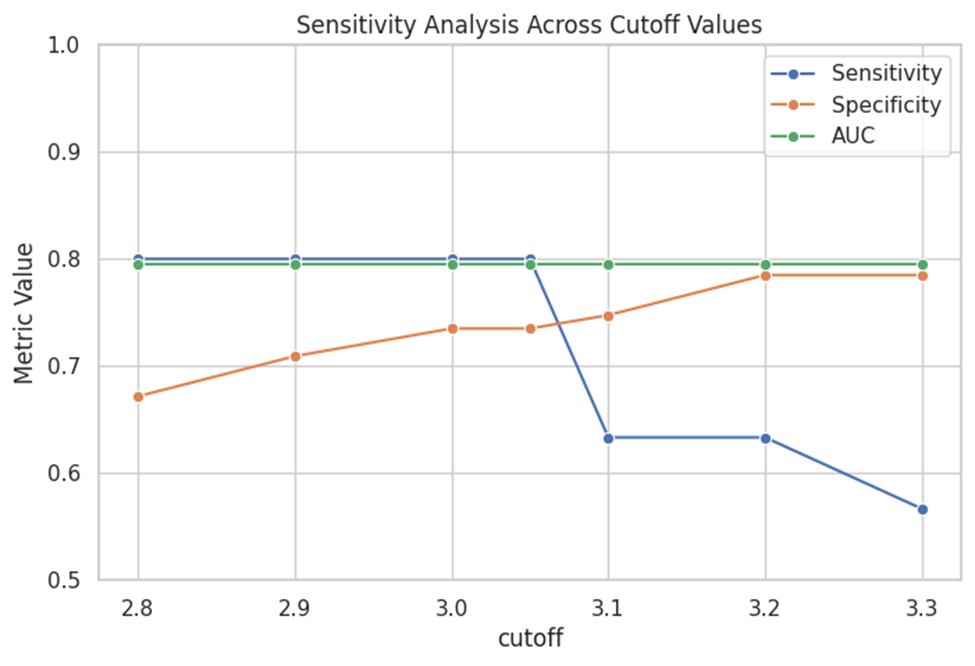 Sensitivity Analysis Across Cutoff Values
1.0
0.9
0.8
0.7
0.6
0.5
Metric Value
Sensitivity
Specificity
AUC
2.8 2.9 3.0 3.1 3.2 3.3
cutoff